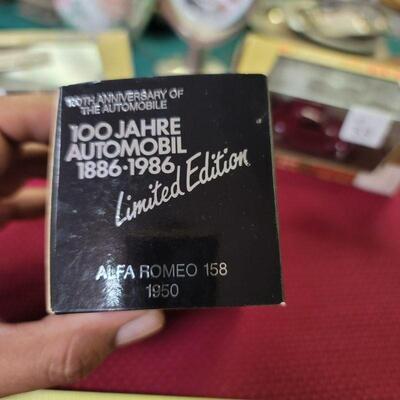 100TH ANNIVERSARY OF
THE AUTOMOBILE
100 JAHRE
AUTOMOBIL
1886-1986
Limited Edition
ALFA ROMEO 158
1950